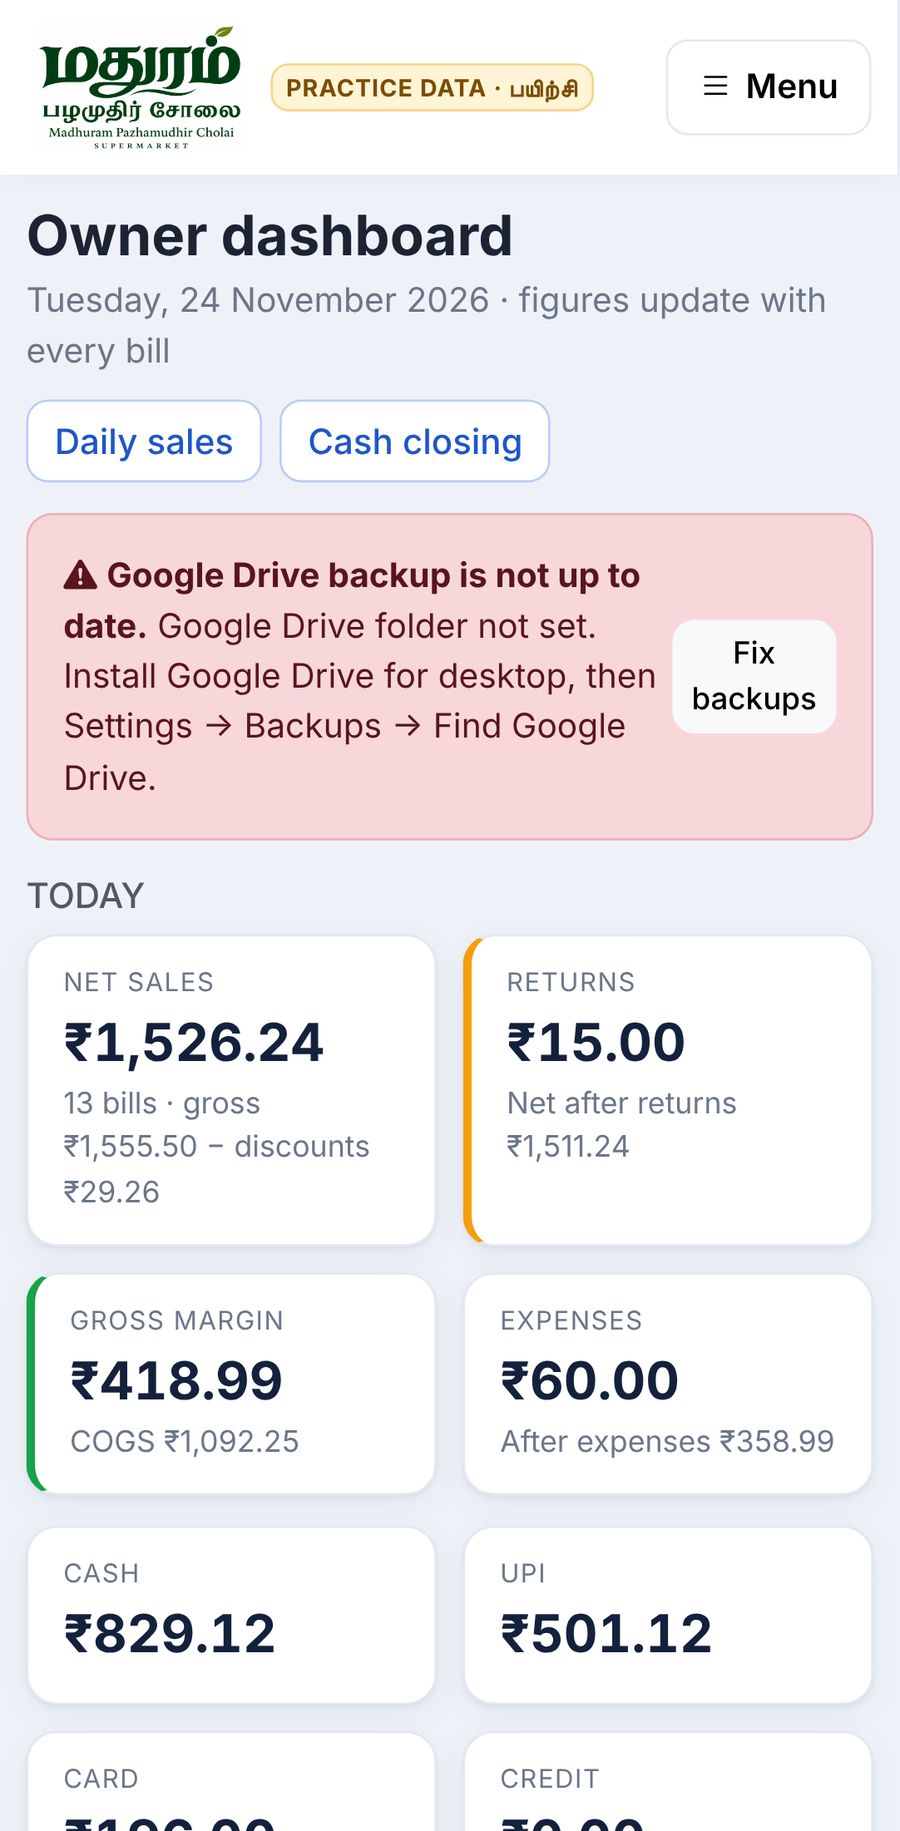 மதுரம்
பழமுதிர் சோலை
Madhuram Pazhamudhir Cholai
SUPERMARKET
PRACTICE DATA · பயிற்சி
Menu
Owner dashboard
Tuesday, 24 November 2026 · figures update with
every bill
Daily sales
Cash closing
Google Drive backup is not up to
date. Google Drive folder not set.
Install Google Drive for desktop, then
Settings → Backups → Find Google
Drive.
Fix
backups
TODAY
NET SALES
₹1,526.24
13 bills · gross
₹1,555.50 − discounts
₹29.26
RETURNS
₹15.00
Net after returns
₹1,511.24
GROSS MARGIN
₹418.99
COGS ₹1,092.25
EXPENSES
₹60.00
After expenses ₹358.99
CASH
₹829.12
UPI
₹501.12
CARD
CREDIT